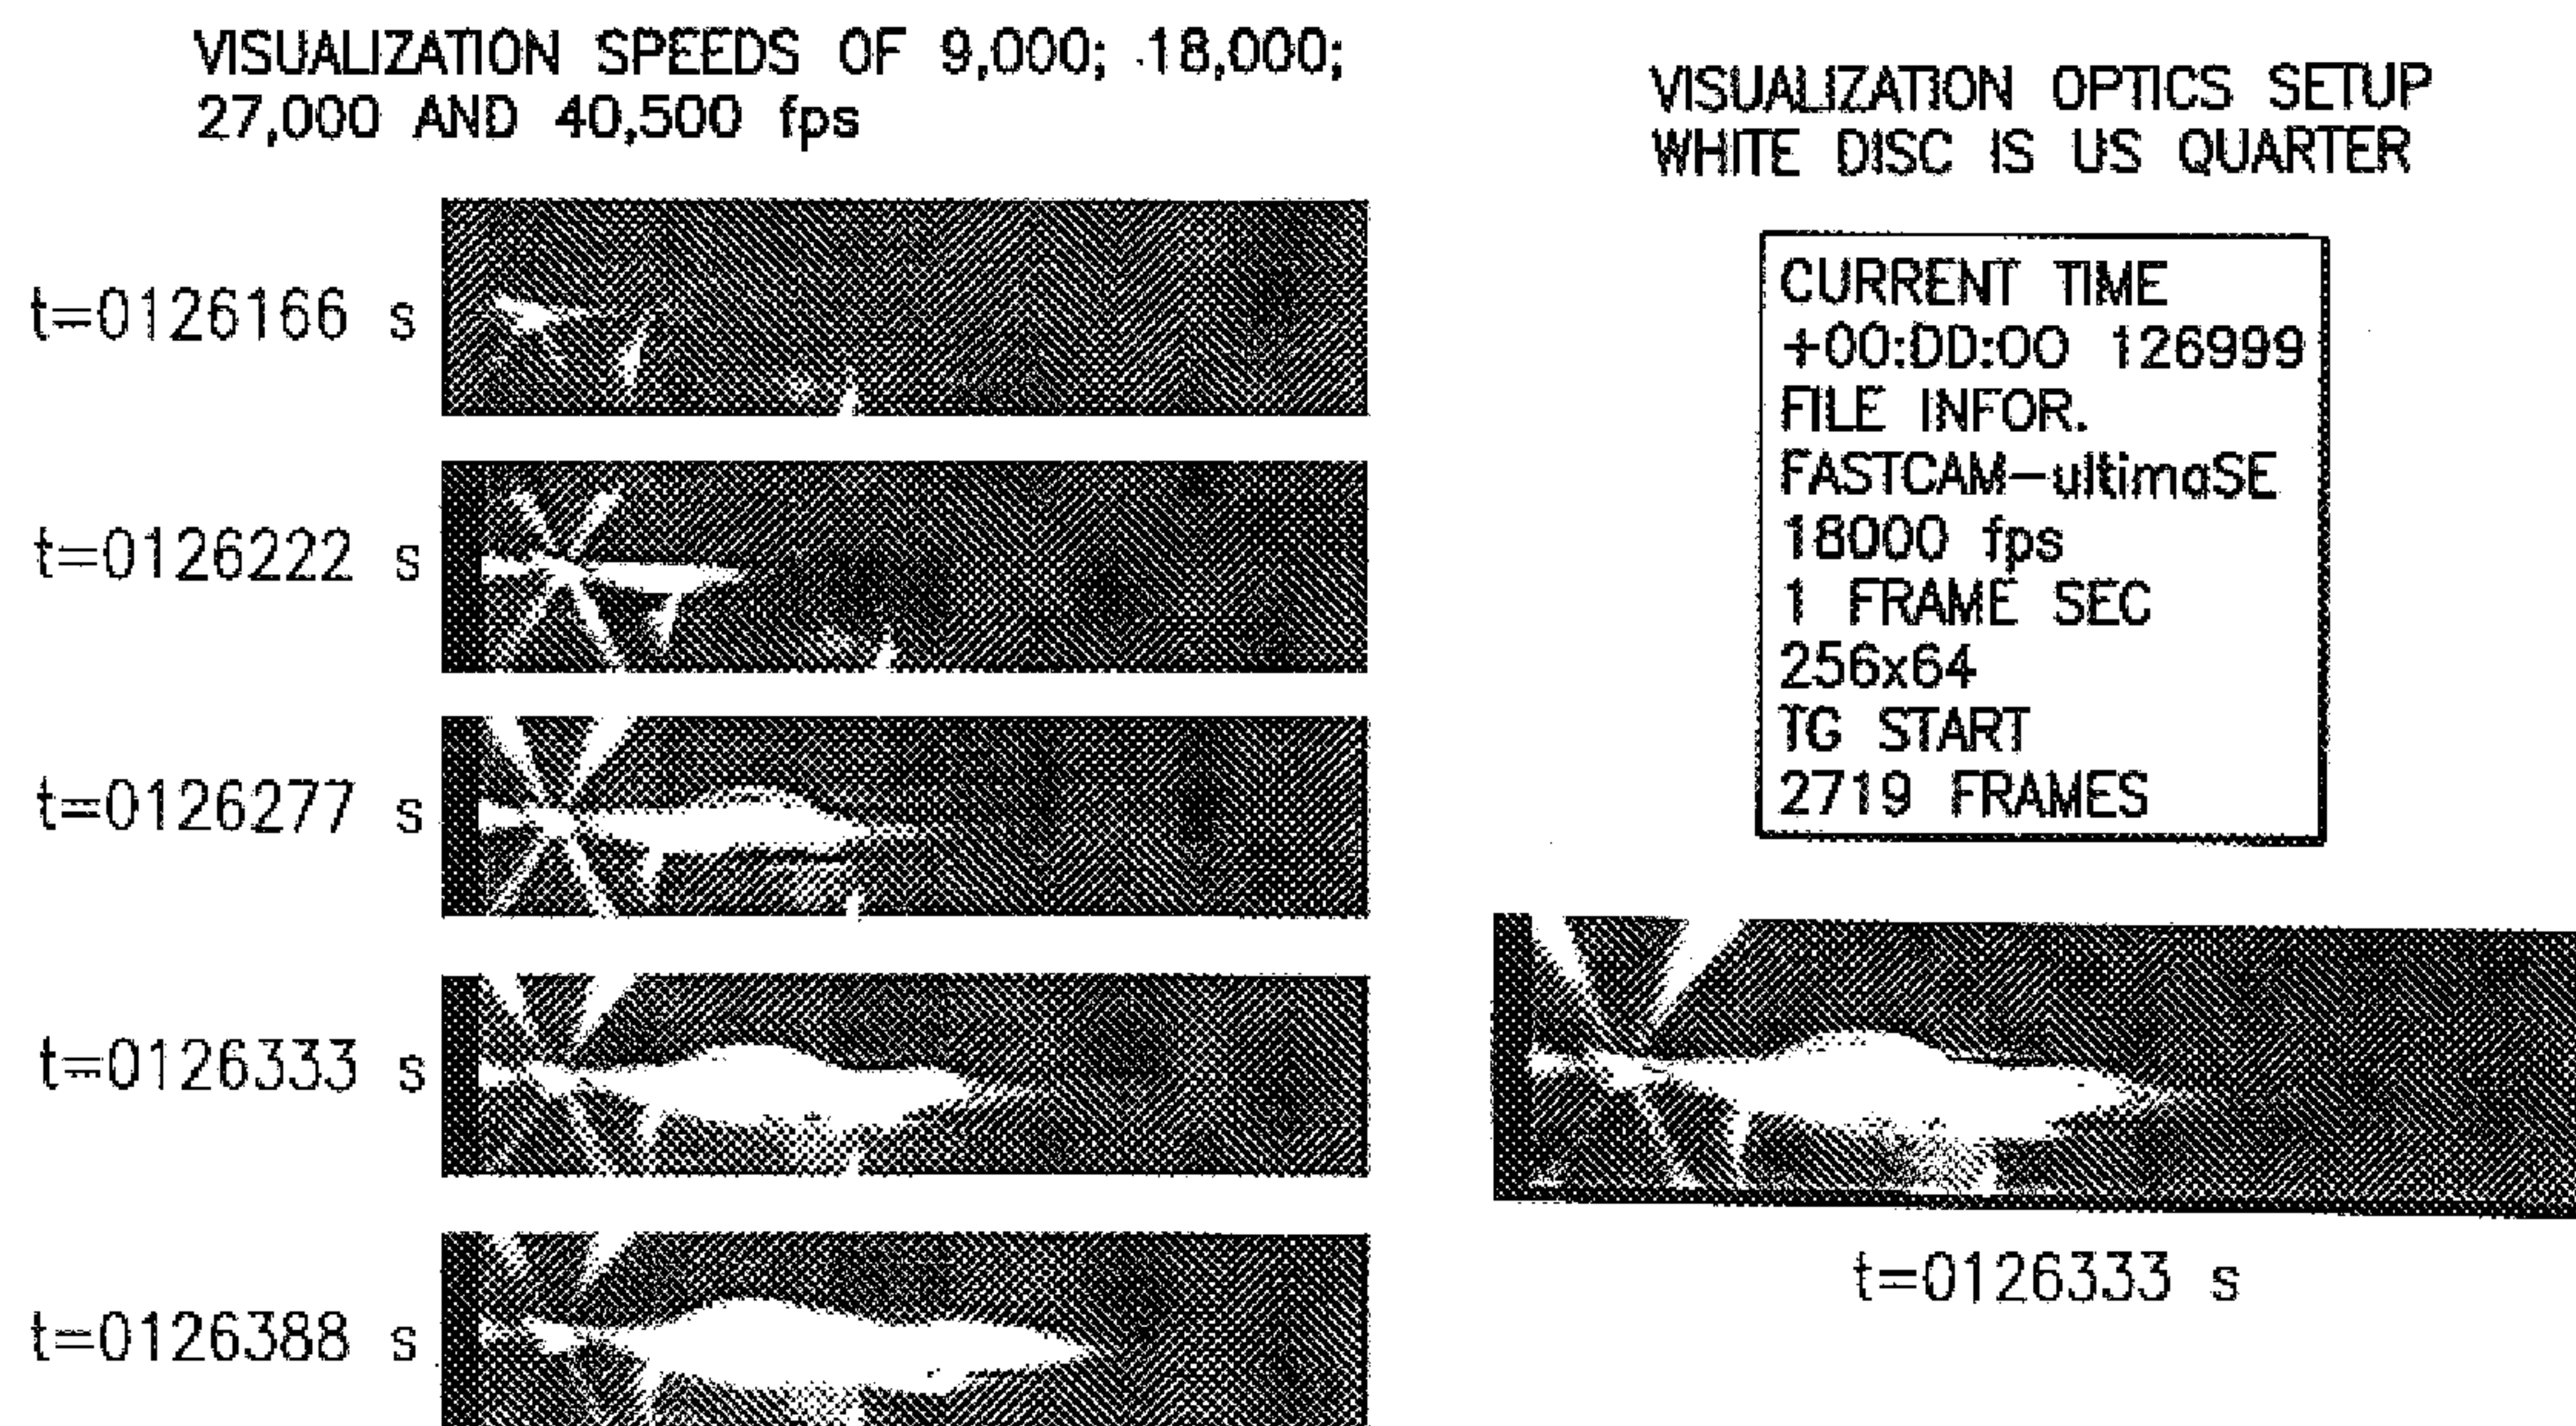 VISUALIZATION SPEEDS OF 9,000; 18,000;
27,000 AND 40,500 fps
t=0126166 s
t=0126222 s
t=0126277 s
t=0126333 s
t=0126388 s
VISUALIZATION OPTICS SETUP
WHITE DISC IS US QUARTER
CURRENT TIME
+00:DD:00 126999
FILE INFOR.
FASTCAM-ultimaSE
18000 fps
1 FRAME SEC
256x64
TG START
2719 FRAMES
t=0126333 s